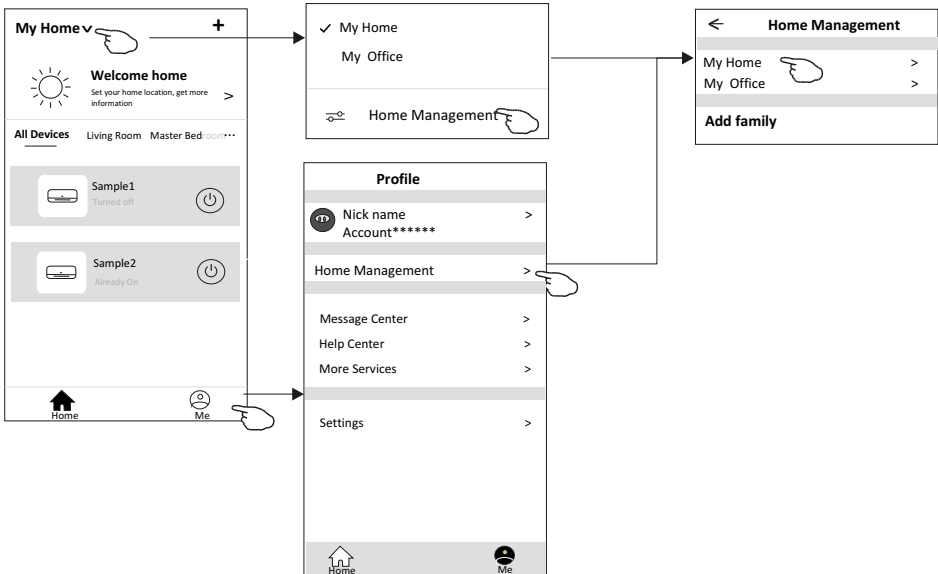 My Home
+
Welcome home
Set your home location, get more
information
>
All Devices Living Room Master Bedroom...
Sample1
Turned off
Sample2
Already On
Home
Me
✓ My Home
My Office
Home Management
Profile
Nick name >
Account******
Home Management >
Message Center >
Help Center >
More Services >
Settings >
Home
Me
← Home Management
My Home >
My Office >
Add family